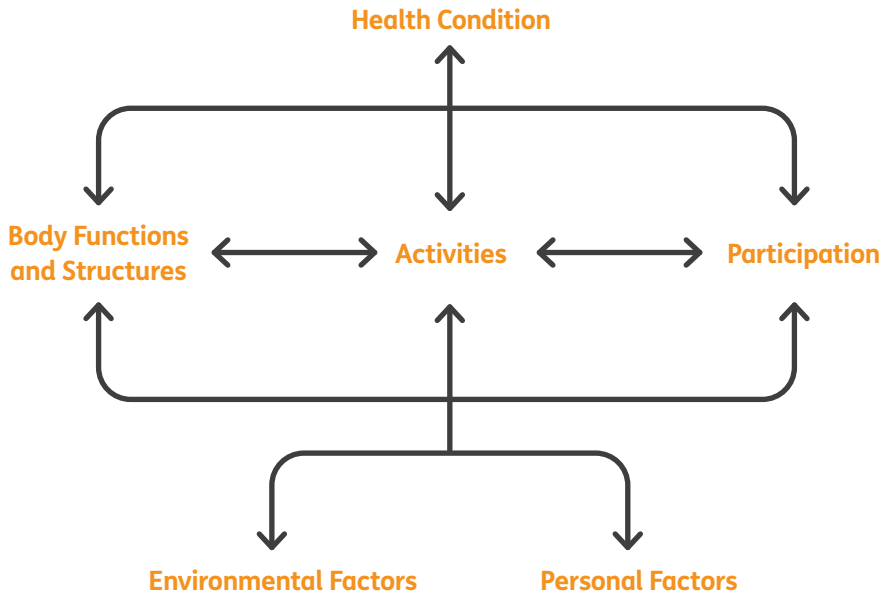 Health Condition
Body Functions
and Structures
Activities
Participation
Environmental Factors
Personal Factors